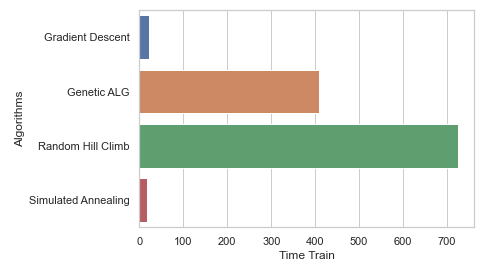 Algorithms
Gradient Descent
Genetic ALG
Random Hill Climb
Simulated Annealing
0 100 200 300 400 500 600 700
Time Train